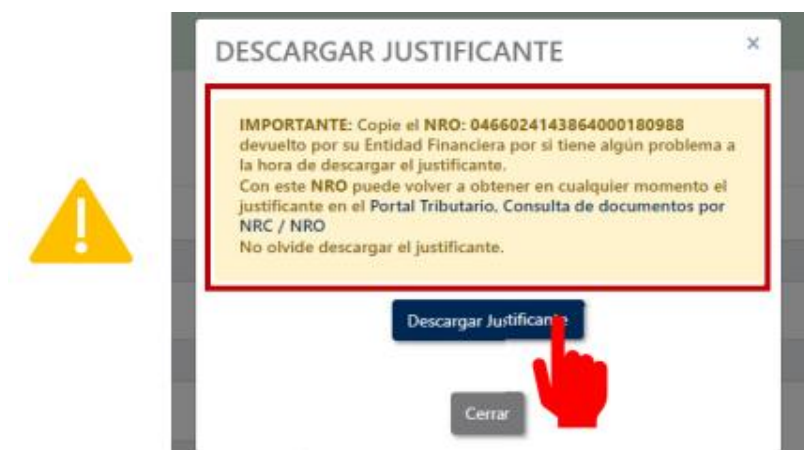 DESCARGAR JUSTIFICANTE ×
IMPORTANTE: Copie el NRO: 0466024143864000180988
devuelto por su Entidad Financiera por si tiene algún problema a
la hora de descargar el justificante.
Con este NRO puede volver a obtener en cualquier momento el
justificante en el Portal Tributario, Consulta de documentos por
NRC / NRO
No olvide descargar el justificante.
Descargar Justificante
Cerrar